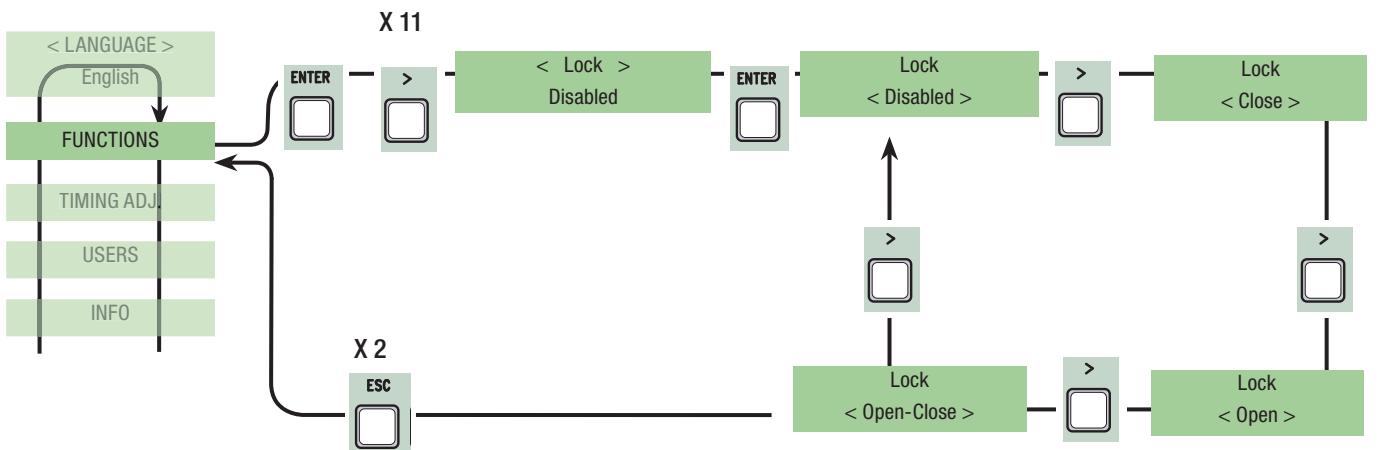 X 11
< LANGUAGE >
English
FUNCTIONS
TIMING ADJ.
USERS
INFO
ENTER
>
< Lock >
Disabled
ENTER
Lock
< Disabled >
>
Lock
< Close >
>
>
X 2
ESC
Lock
< Open-Close >
>
Lock
< Open >